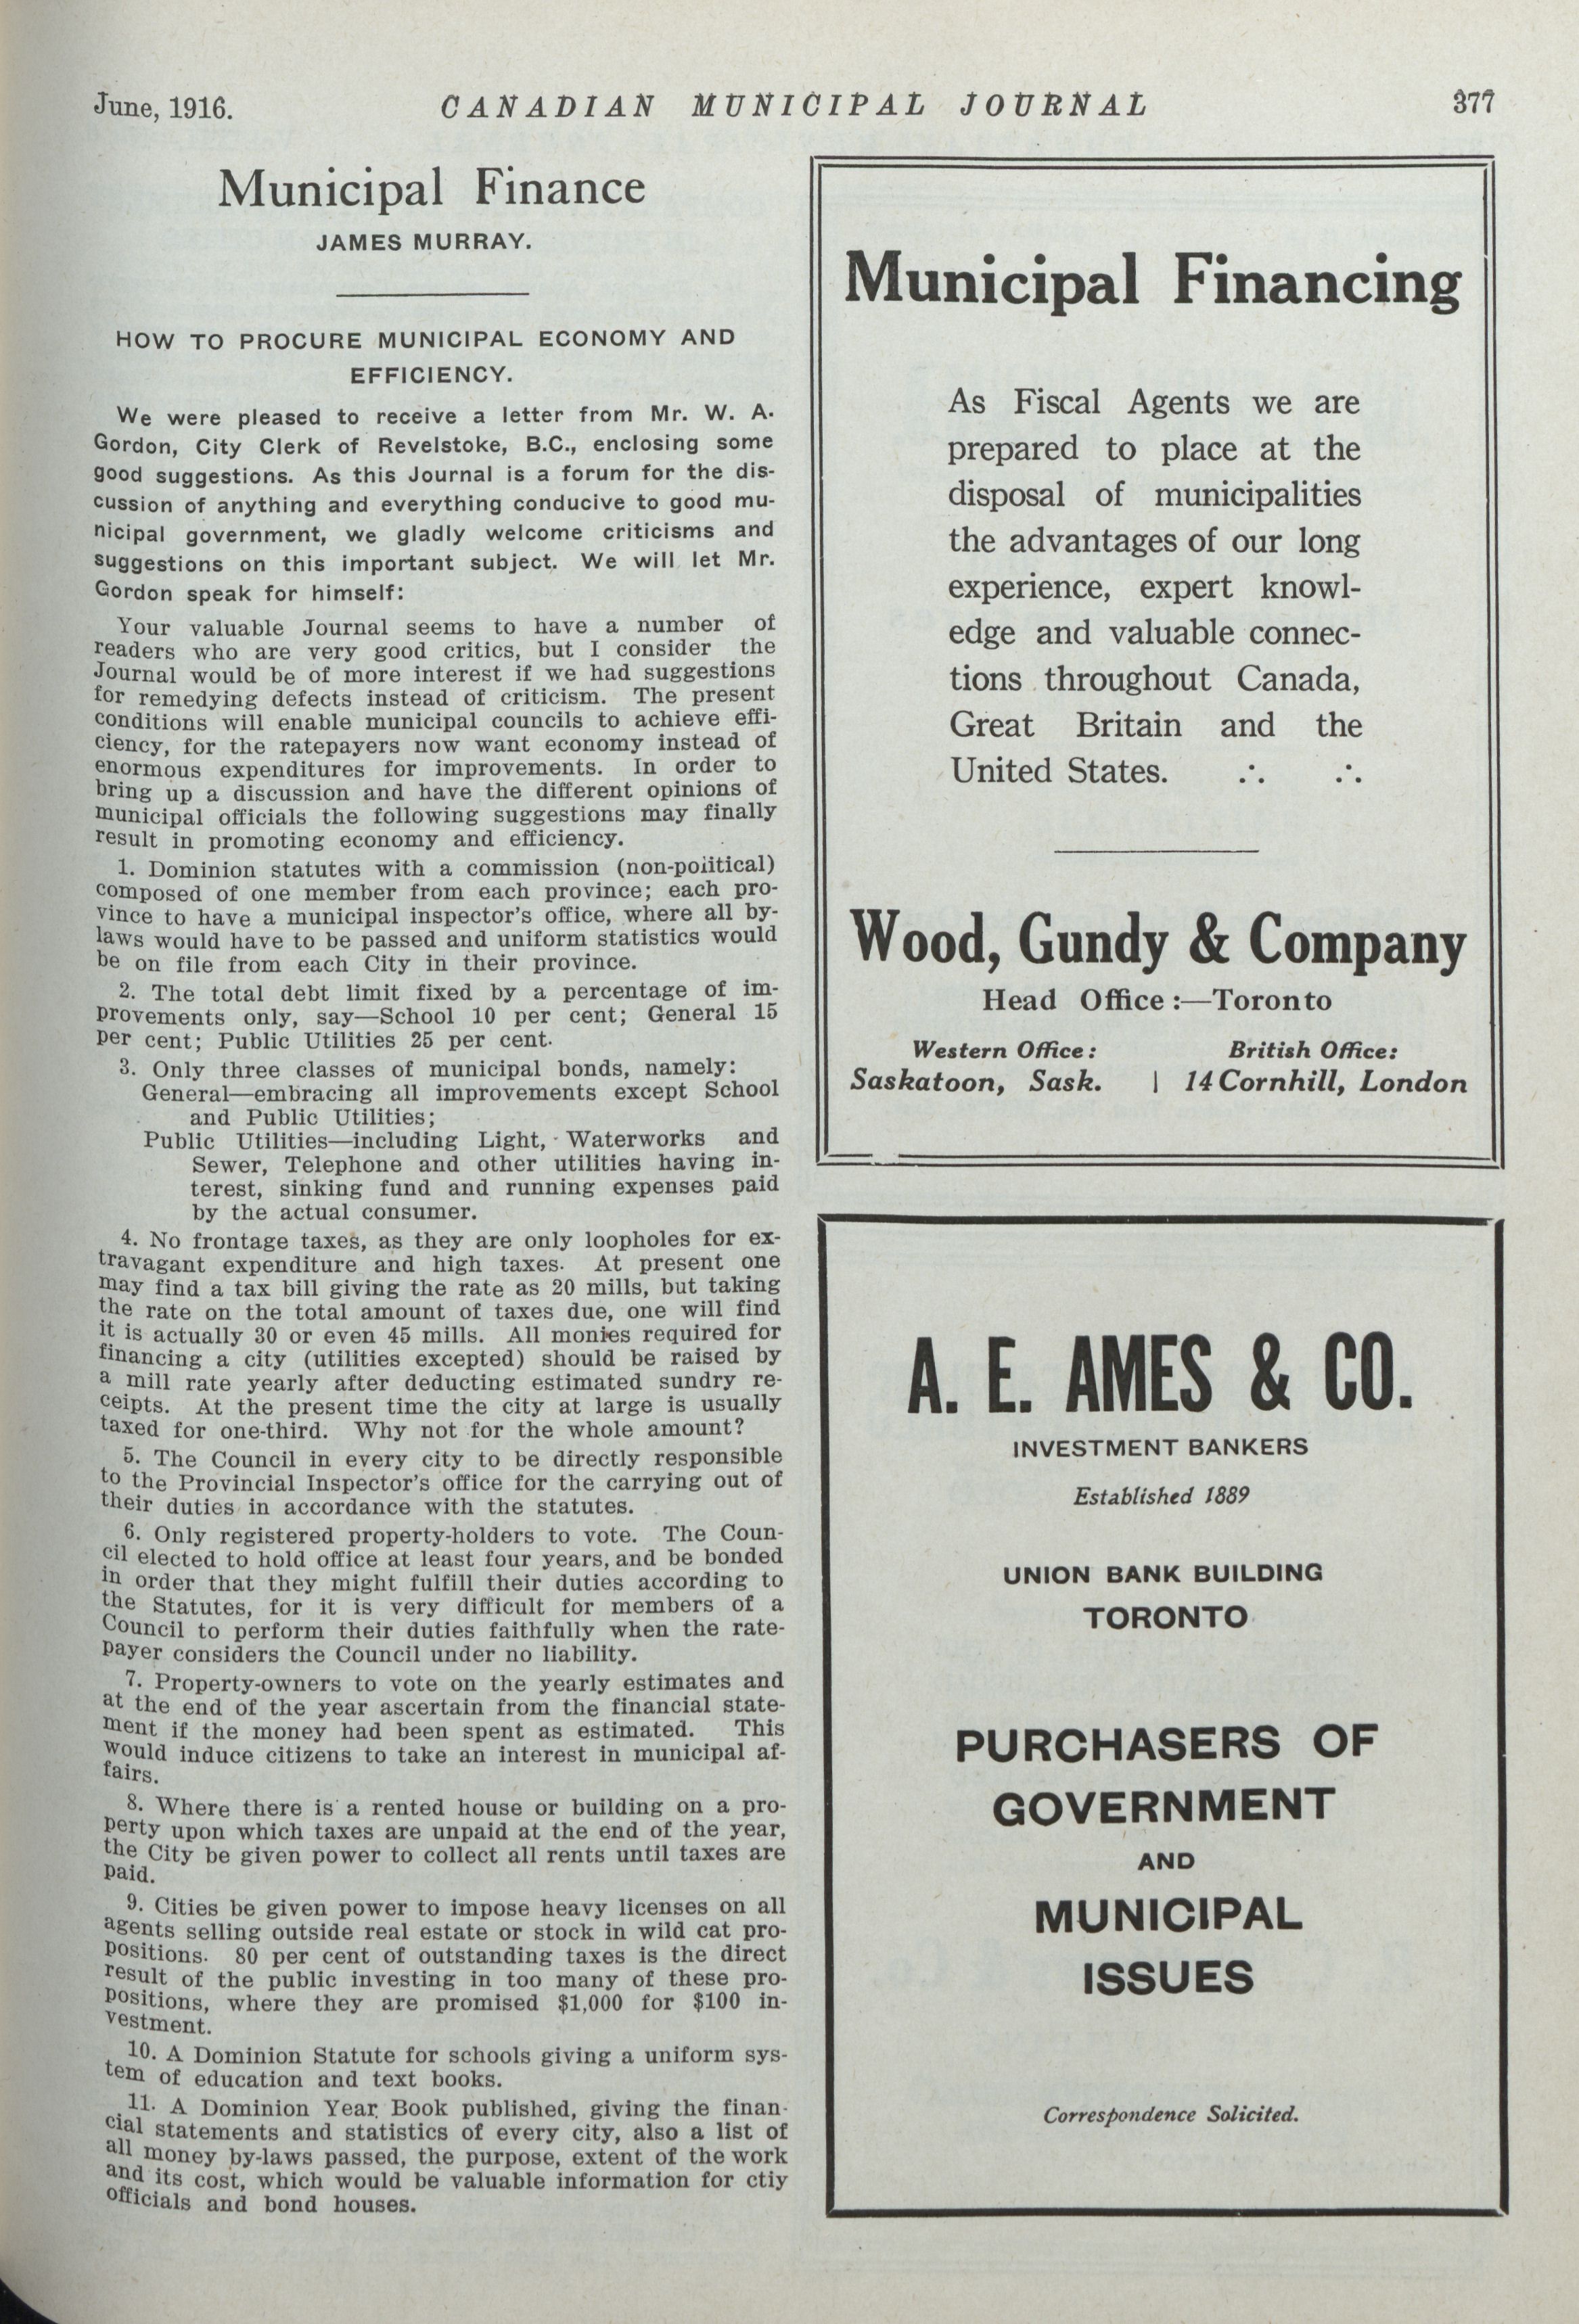 June, 1916.
CANADIAN MUNICIPAL JOURNAL
377
Municipal Finance
JAMES MURRAY.
HOW TO PROCURE MUNICIPAL ECONOMY AND
EFFICIENCY.
We were pleased to receive a letter from Mr. W. A.
Gordon, City Clerk of Revelstoke, B.C., enclosing some
good suggestions. As this Journal is a forum for the dis-
cussion of anything and everything conducive to good mu-
nicipal government, we gladly welcome criticisms and
suggestions on this important subject. We will let Mr.
Gordon speak for himself:
Your valuable Journal seems to have a number of
readers who are very good critics, but I consider the
Journal would be of more interest if we had suggestions
for remedying defects instead of criticism. The present
conditions will enable municipal councils to achieve effi-
ciency, for the ratepayers now want economy instead of
enormous expenditures for improvements. In order to
bring up a discussion and have the different opinions of
municipal officials the following suggestions may finally
result in promoting economy and efficiency.
1. Dominion statutes with a commission (non-political)
composed of one member from each province; each pro-
vince to have a municipal inspector's office, where all by-
laws would have to be passed and uniform statistics would
be on file from each City in their province.
2. The total debt limit fixed by a percentage of im-
provements only, say—School 10 per cent; General 15
per cent; Public Utilities 25 per cent.
3. Only three classes of municipal bonds, namely:
General—embracing all improvements except School
and Public Utilities;
Public Utilities—including Light, Waterworks and
Sewer, Telephone and other utilities having in-
terest, sinking fund and running expenses paid
by the actual consumer.
4. No frontage taxes, as they are only loopholes for ex-
travagant expenditure and high taxes. At present one
may find a tax bill giving the rate as 20 mills, but taking
the rate on the total amount of taxes due, one will find
it is actually 30 or even 45 mills. All monies required for
financing a city (utilities excepted) should be raised by
a mill rate yearly after deducting estimated sundry re-
ceipts. At the present time the city at large is usually
taxed for one-third. Why not for the whole amount?
5. The Council in every city to be directly responsible
to the Provincial Inspector's office for the carrying out of
their duties in accordance with the statutes.
6. Only registered property-holders to vote. The Coun-
cil elected to hold office at least four years, and be bonded
in order that they might fulfill their duties according to
the Statutes, for it is very difficult for members of a
Council to perform their duties faithfully when the rate-
payer considers the Council under no liability.
7. Property-owners to vote on the yearly estimates and
at the end of the year ascertain from the financial state-
ment if the money had been spent as estimated. This
would induce citizens to take an interest in municipal af-
fairs.
8. Where there is a rented house or building on a pro-
perty upon which taxes are unpaid at the end of the year,
the City be given power to collect all rents until taxes are
paid.
9. Cities be given power to impose heavy licenses on all
agents selling outside real estate or stock in wild cat pro-
positions. 80 per cent of outstanding taxes is the direct
result of the public investing in too many of these pro-
positions, where they are promised $1,000 for $100 in-
vestment.
10. A Dominion Statute for schools giving a uniform sys-
tem of education and text books.
11. A Dominion Year Book published, giving the finan-
cial statements and statistics of every city, also a list of
all money by-laws passed, the purpose, extent of the work
and its cost, which would be valuable information for ctiy
officials and bond houses.
Municipal Financing
As Fiscal Agents we are
prepared to place at the
disposal of municipalities
the advantages of our long
experience, expert knowl-
edge and valuable connec-
tions throughout Canada,
Great Britain and the
United States. ∴ ∴
Wood, Gundy & Company
Head Office :—Toronto
Western Office: British Office:
Saskatoon, Sask. | 14 Cornhill, London
A. E. AMES & CO.
INVESTMENT BANKERS
Established 1889
UNION BANK BUILDING
TORONTO
PURCHASERS OF
GOVERNMENT
AND
MUNICIPAL
ISSUES
Correspondence Solicited.